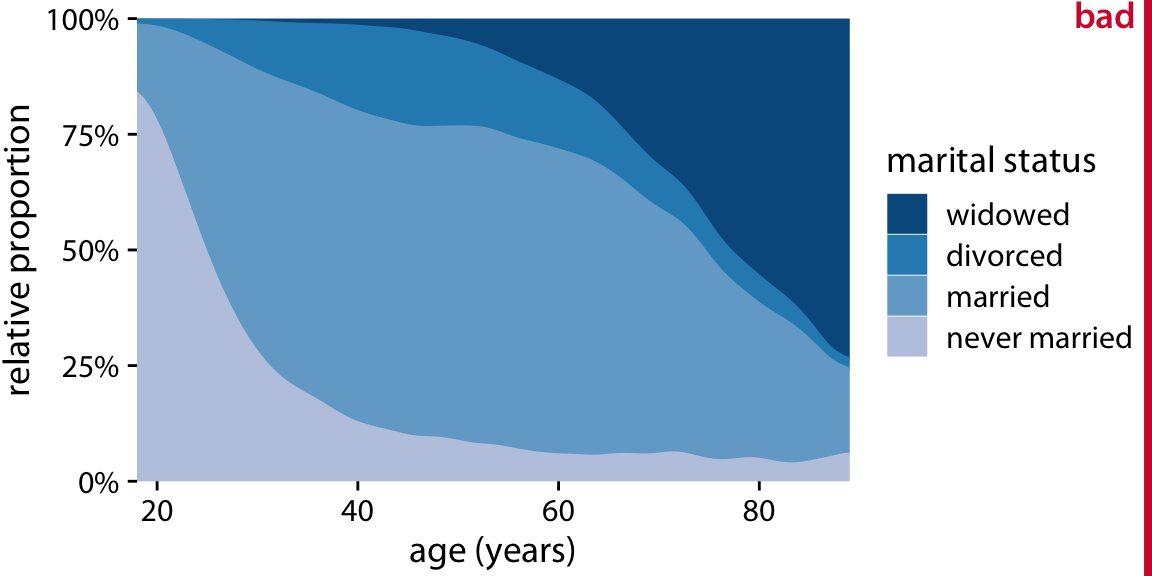 bad
100%
75%
50%
25%
0%
relative proportion
20 40 60 80
age (years)
marital status
widowed
divorced
married
never married